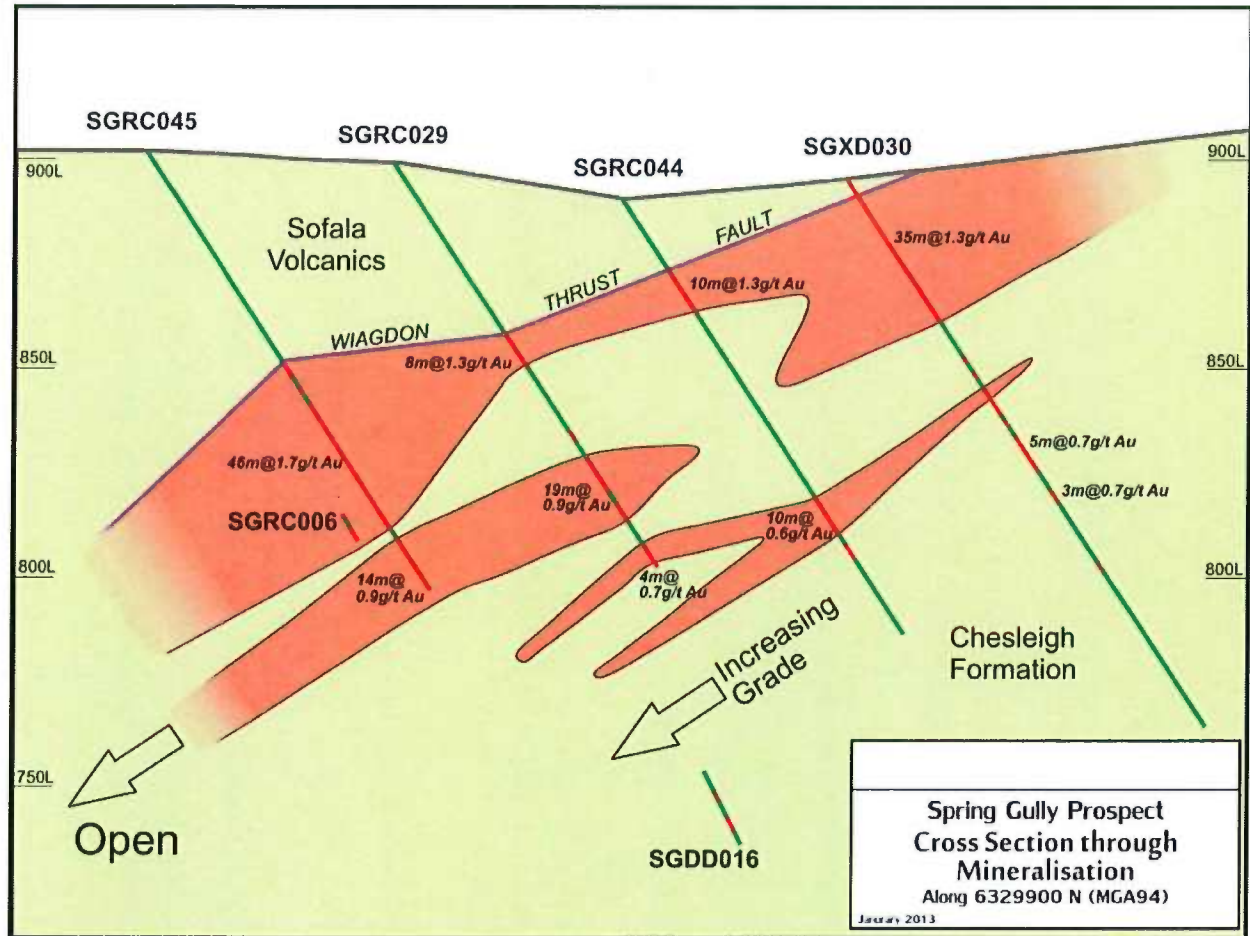 SGRC045
SGRC029
SGRC044
SGXD030
900L
900L
Sofala
Volcanics
WIAGDON
THRUST
FAULT
35m@1.3g/t Au
10m@1.3g/t Au
8m@1.3g/t Au
850L
850L
46m@1.7g/t Au
SGRC006
19m@
0.9g/t Au
14m@
0.9g/t Au
4m@
0.7g/t Au
10m@
0.6g/t Au
5m@0.7g/t Au
3m@0.7g/t Au
800L
800L
Increasing
Grade
Chesleigh
Formation
750L
Open
SGDD016
Spring Gully Prospect
Cross Section through
Mineralisation
Along 6329900 N (MGA94)
January 2013